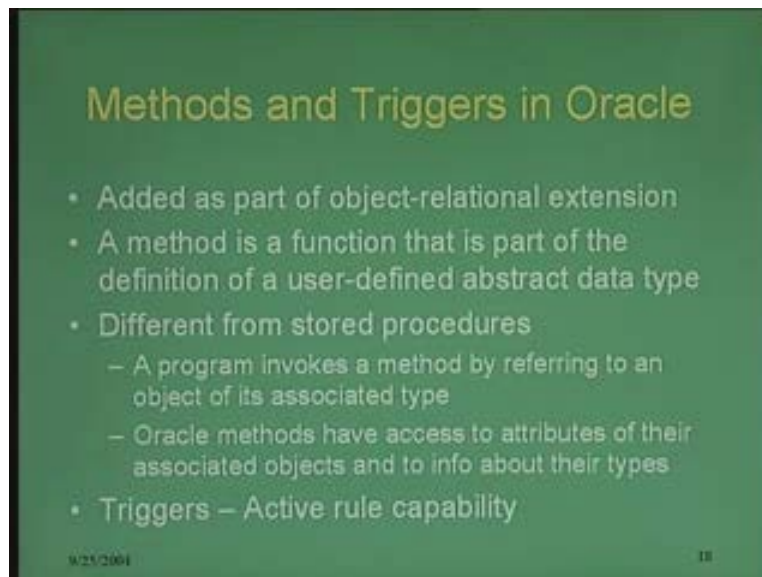 Methods and Triggers in Oracle
• Added as part of object-relational extension
• A method is a function that is part of the
definition of a user-defined abstract data type
• Different from stored procedures
– A program invokes a method by referring to an
object of its associated type
– Oracle methods have access to attributes of their
associated objects and to info about their types
• Triggers – Active rule capability
9/25/2004 18